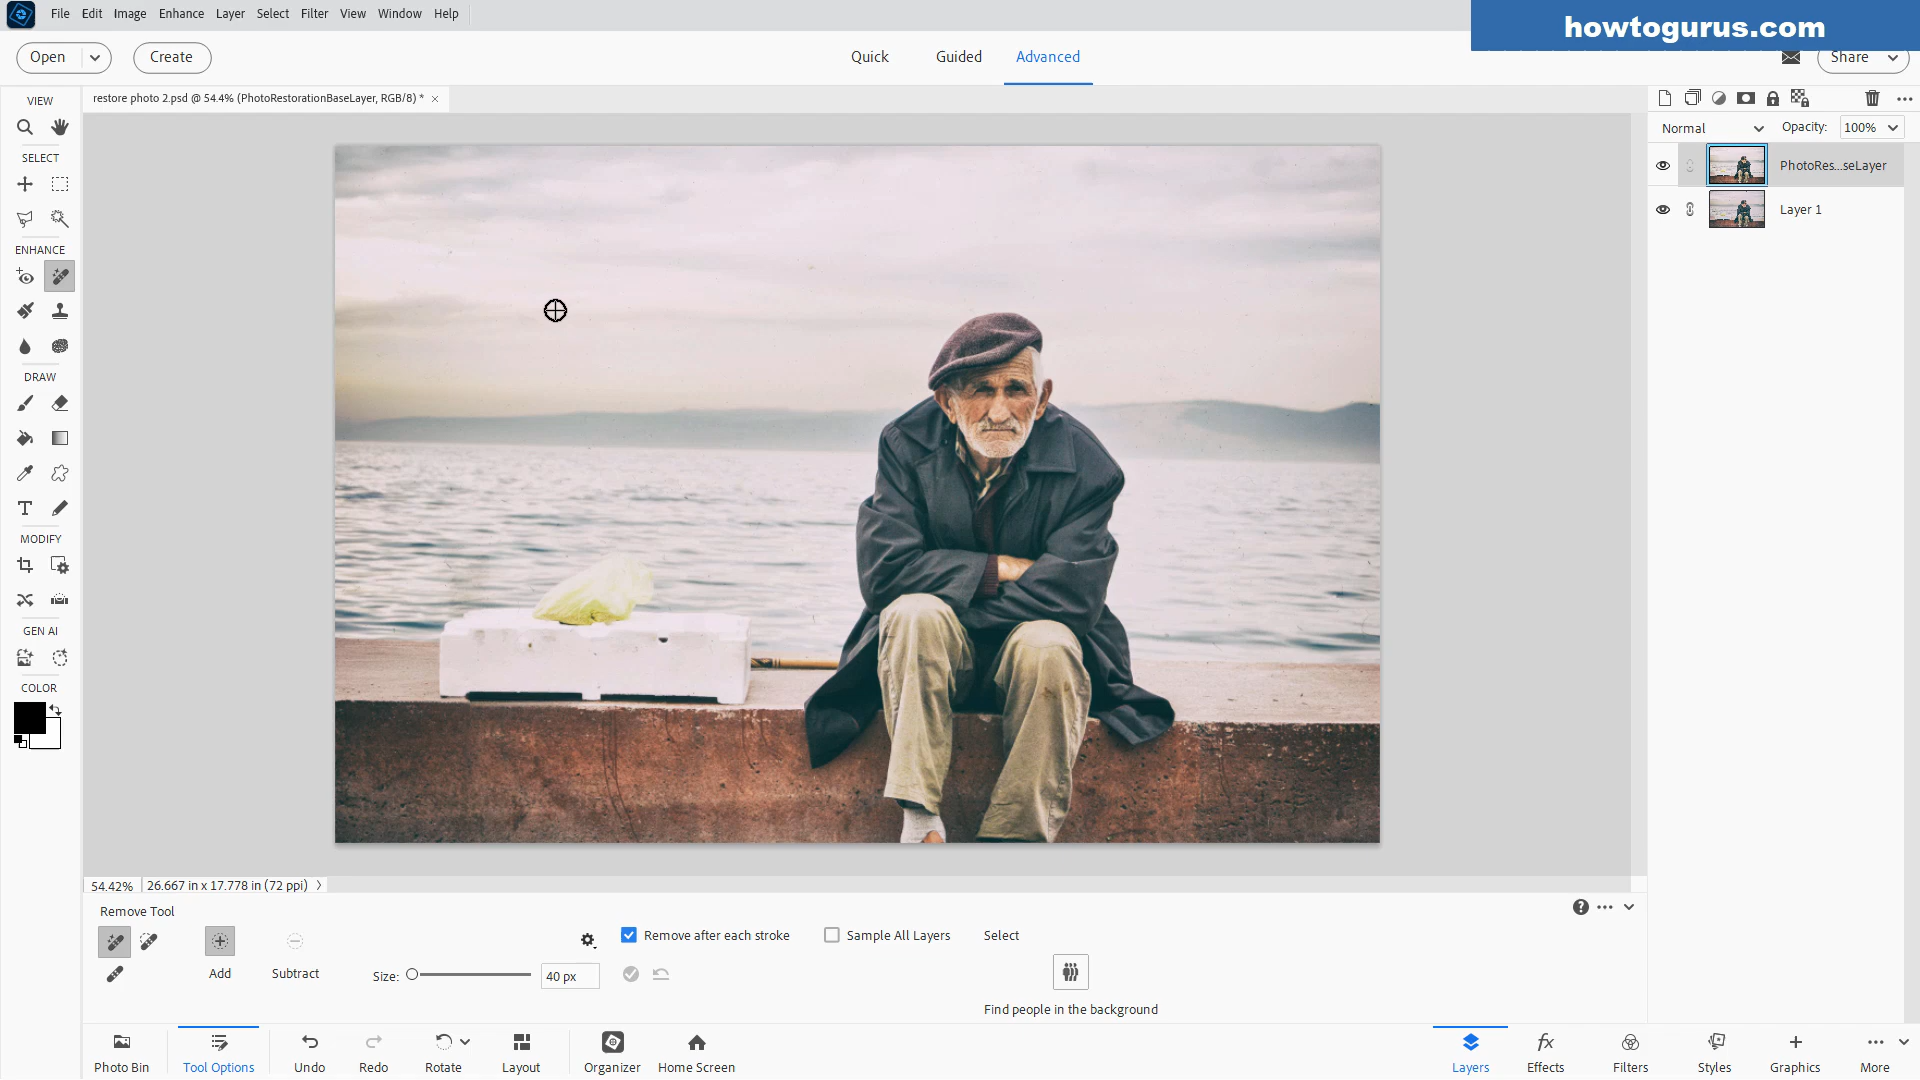 File Edit Image Enhance Layer Select Filter View Window Help
howtogurus.com
Open Create Quick Guided Advanced Share
VIEW
restore photo 2.psd @ 54.4% (PhotoRestorationBaseLayer, RGB/8) * ×
Normal Opacity: 100%
SELECT
PhotoRes...seLayer
Layer 1
ENHANCE
DRAW
T
MODIFY
GEN AI
COLOR
54.42% 26.667 in x 17.778 in (72 ppi) >
Remove Tool
Remove after each stroke Sample All Layers Select
Add Subtract Size: 40 px
Find people in the background
Photo Bin Tool Options Undo Redo Rotate Layout Organizer Home Screen Layers Effects Filters Styles Graphics More